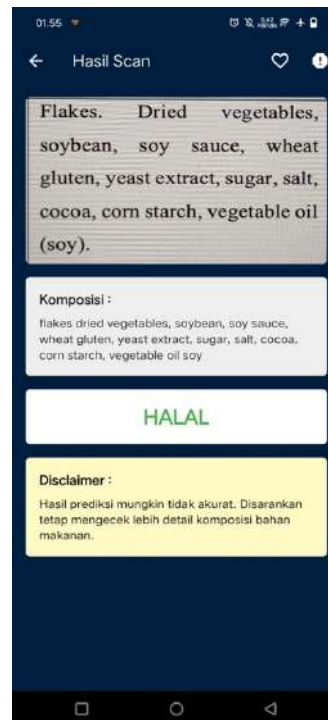 01.55
Hasil Scan
Flakes. Dried vegetables,
soybean, soy sauce, wheat
gluten, yeast extract, sugar, salt,
cocoa, corn starch, vegetable oil
(soy).
Komposisi :
flakes dried vegetables, soybean, soy sauce,
wheat gluten, yeast extract, sugar, salt, cocoa,
corn starch, vegetable oil soy
HALAL
Disclaimer :
Hasil prediksi mungkin tidak akurat. Disarankan
tetap mengecek lebih detail komposisi bahan
makanan.